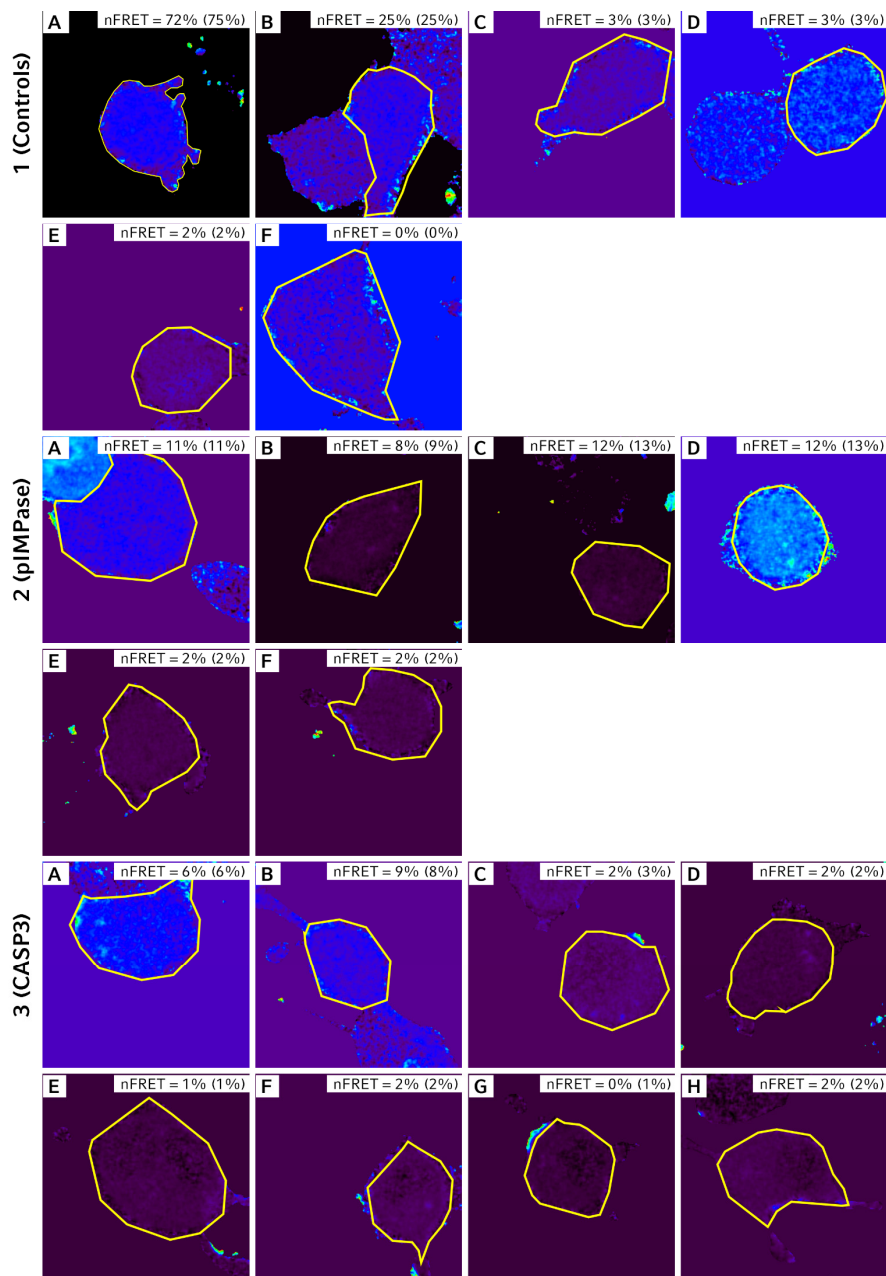 1 (Controls)
A nFRET = 72% (75%)
B nFRET = 25% (25%)
C nFRET = 3% (3%)
D nFRET = 3% (3%)
E nFRET = 2% (2%)
F nFRET = 0% (0%)
2 (pIMPase)
A nFRET = 11% (11%)
B nFRET = 8% (9%)
C nFRET = 12% (13%)
D nFRET = 12% (13%)
E nFRET = 2% (2%)
F nFRET = 2% (2%)
3 (CASP3)
A nFRET = 6% (6%)
B nFRET = 9% (8%)
C nFRET = 2% (3%)
D nFRET = 2% (2%)
E nFRET = 1% (1%)
F nFRET = 2% (2%)
G nFRET = 0% (1%)
H nFRET = 2% (2%)